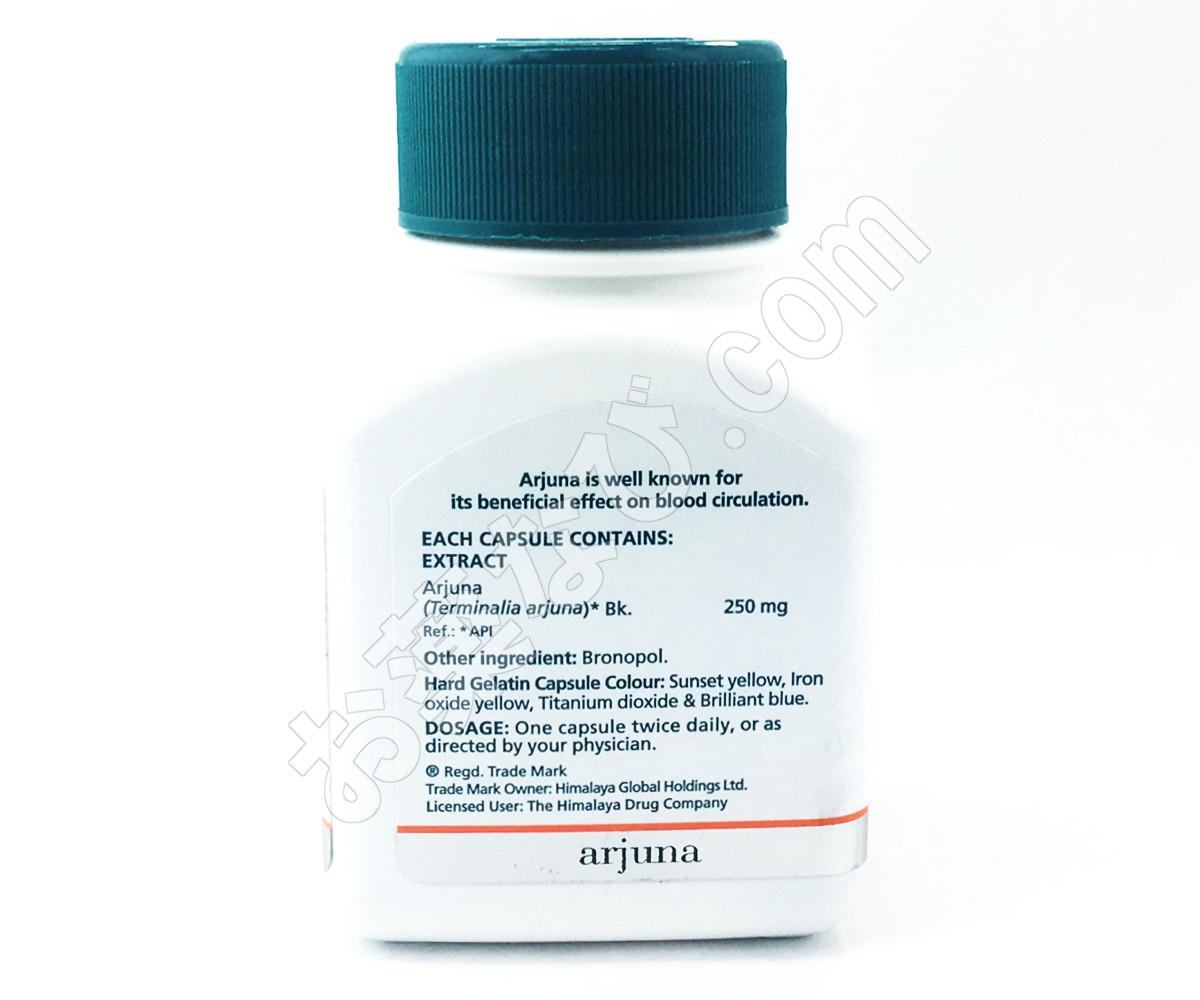 Arjuna is well known for
its beneficial effect on blood circulation.
EACH CAPSULE CONTAINS:
EXTRACT
Arjuna
(Terminalia arjuna)* Bk. 250 mg
Ref.: *API
Other ingredient: Bronopol.
Hard Gelatin Capsule Colour: Sunset yellow, Iron
oxide yellow, Titanium dioxide & Brilliant blue.
DOSAGE: One capsule twice daily, or as
directed by your physician.
® Regd. Trade Mark
Trade Mark Owner: Himalaya Global Holdings Ltd.
Licensed User: The Himalaya Drug Company
arjuna
お薬なび.com